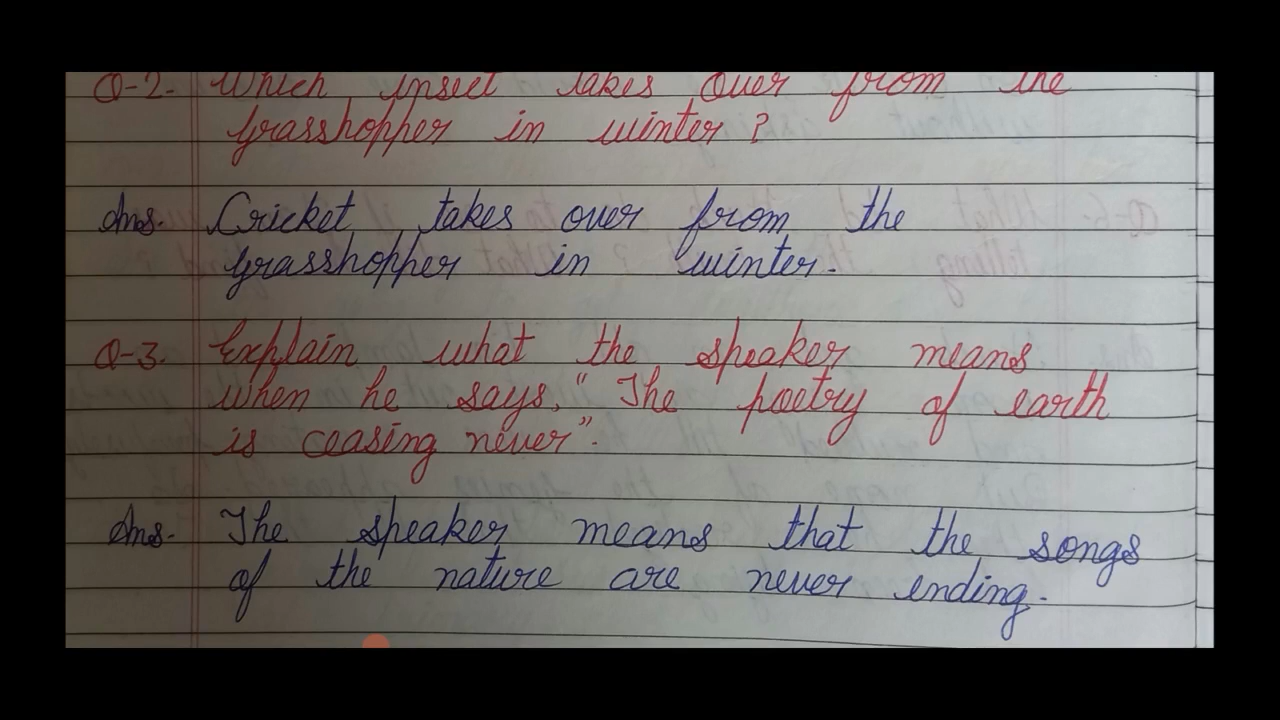 Q-2. Which insect takes over from the
Grasshopper in winter?
Ans. Cricket takes over from the
Grasshopper in winter.
Q-3. Explain what the speaker means
when he says, "The poetry of earth
is ceasing never".
Ans. The speaker means that the songs
of the nature are never ending.